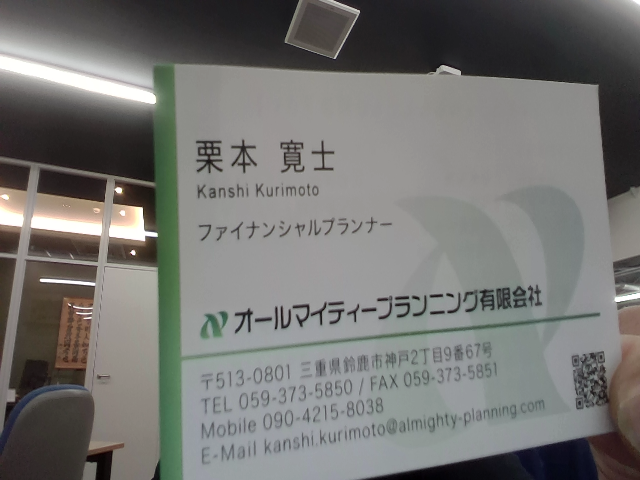 栗本 寛士
Kanshi Kurimoto
ファイナンシャルプランナー
オールマイティープランニング有限会社
〒513-0801 三重県鈴鹿市神戸2丁目9番67号
TEL 059-373-5850 / FAX 059-373-5851
Mobile 090-4215-8038
E-Mail kanshi.kurimoto@almighty-planning.com